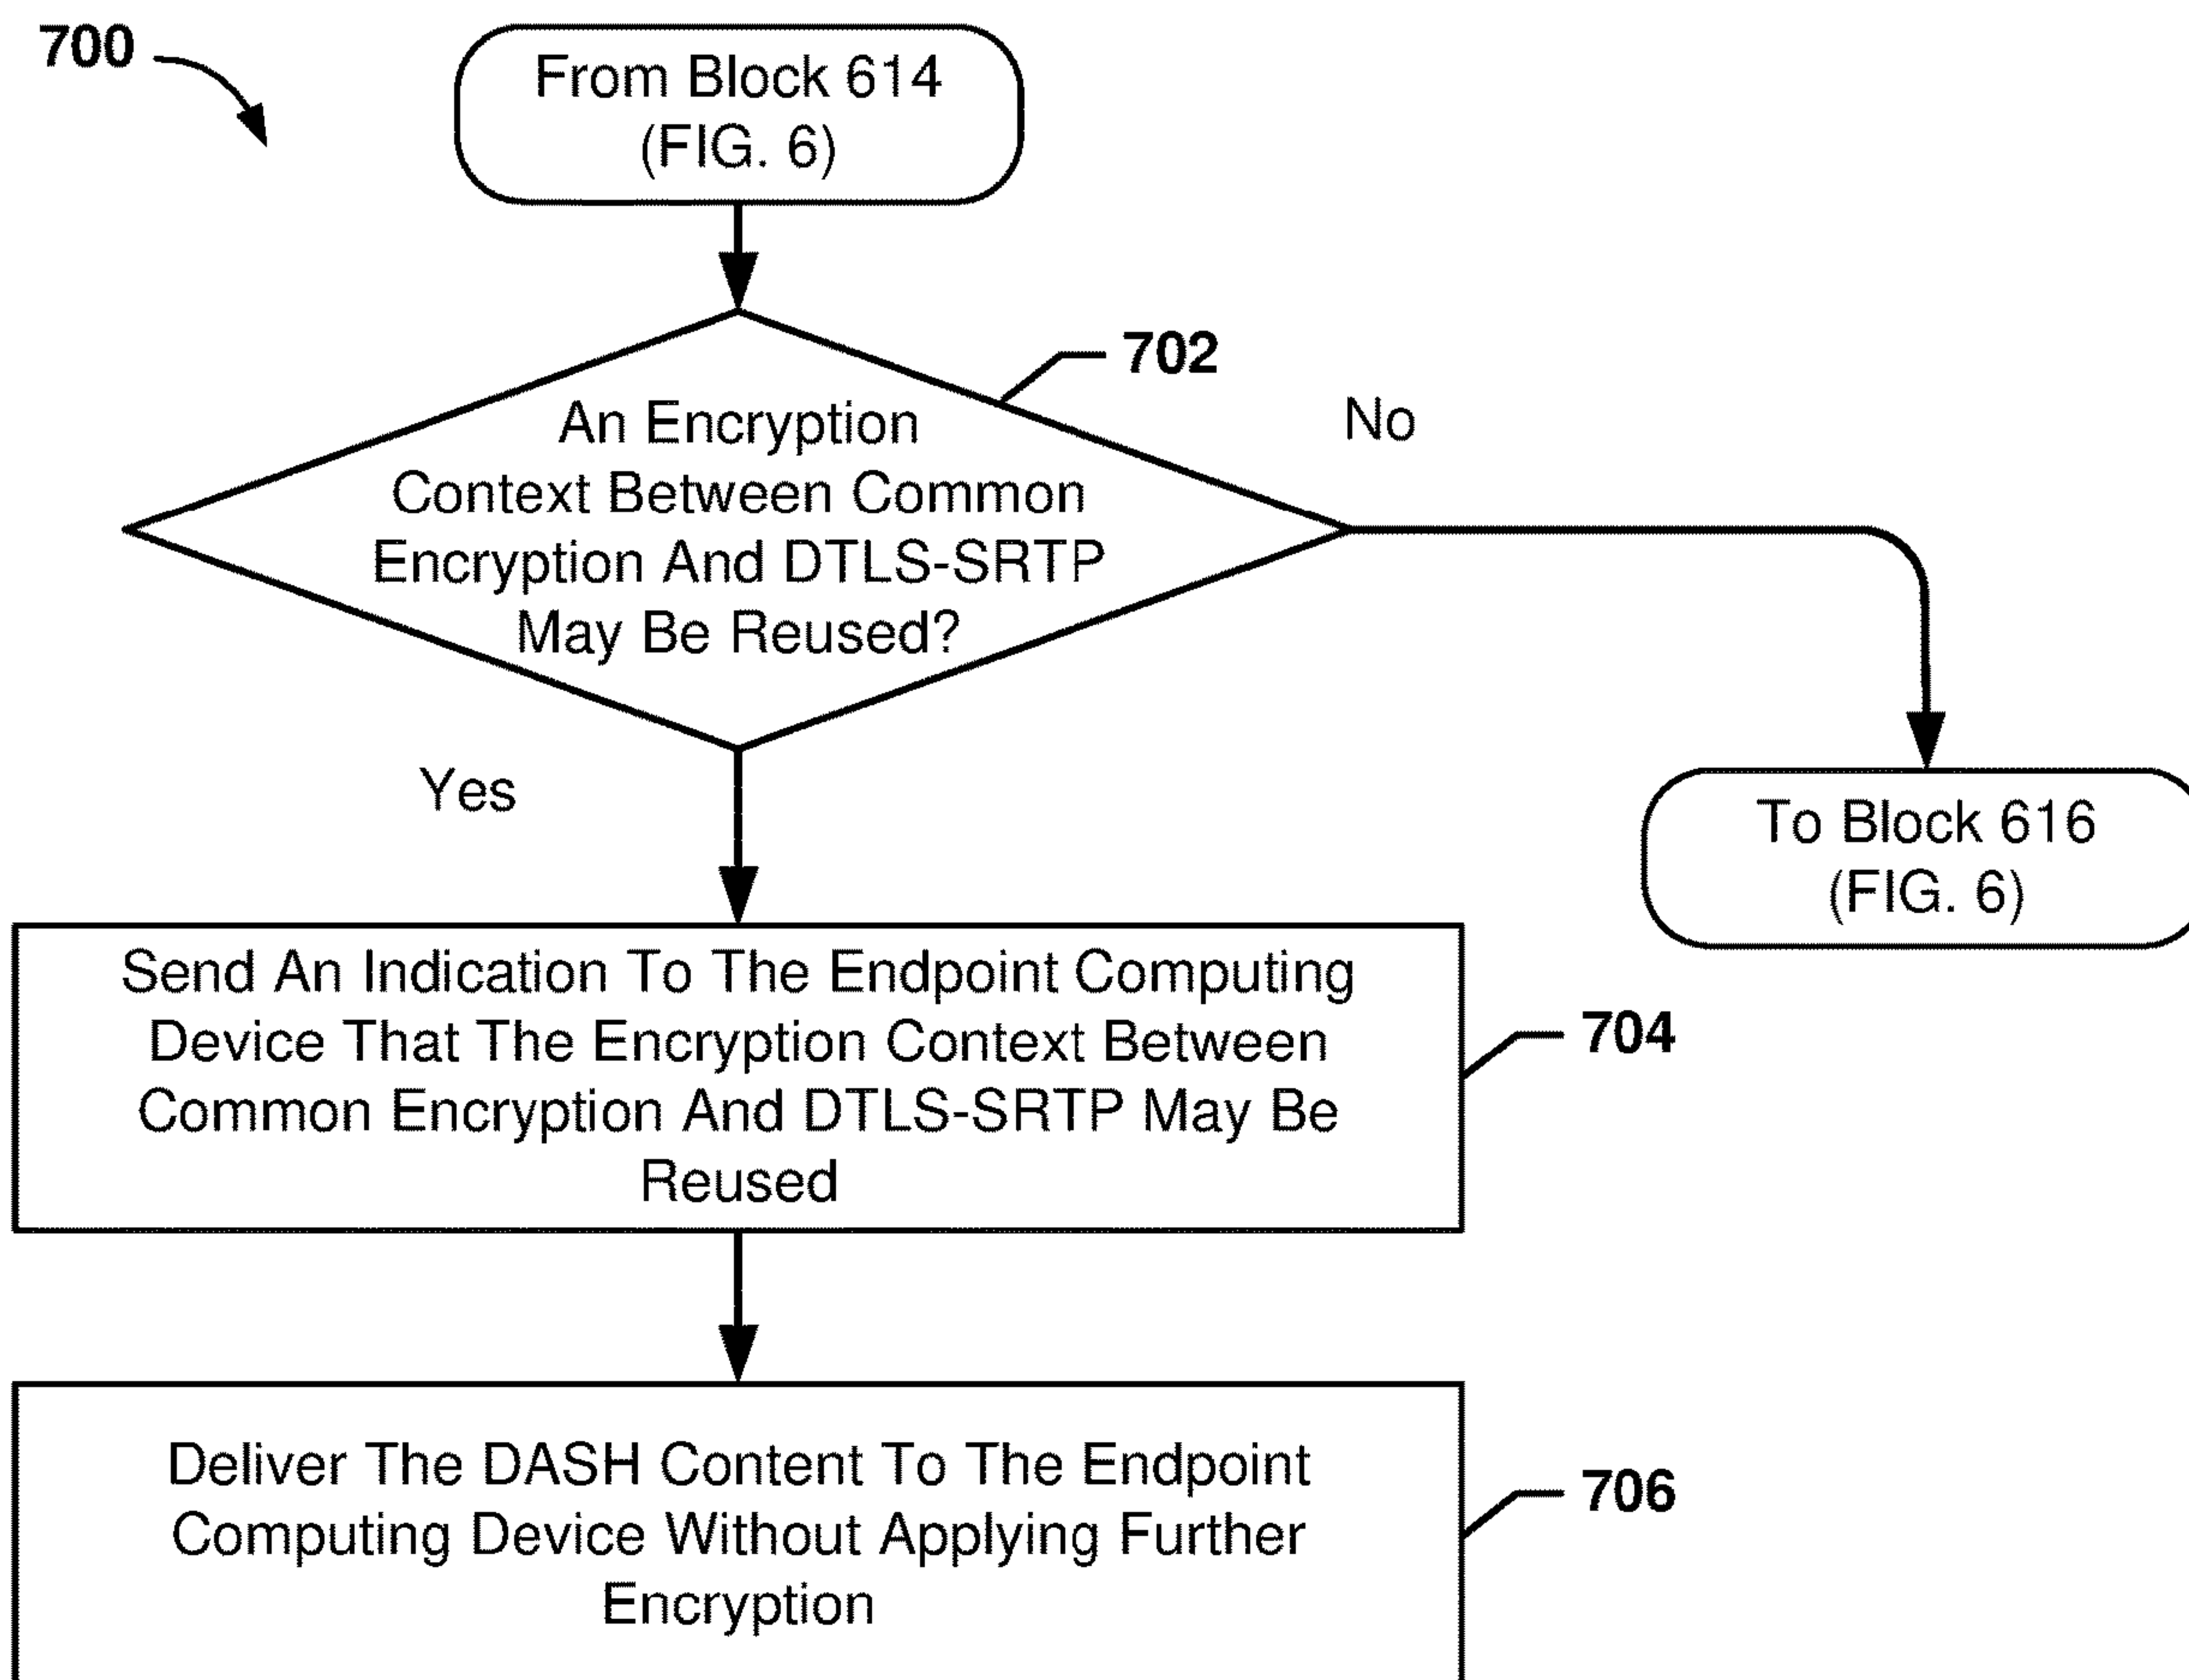 700
From Block 614
(FIG. 6)
702
An Encryption
Context Between Common
Encryption And DTLS-SRTP
May Be Reused?
No
Yes
To Block 616
(FIG. 6)
Send An Indication To The Endpoint Computing
Device That The Encryption Context Between
Common Encryption And DTLS-SRTP May Be
Reused
704
Deliver The DASH Content To The Endpoint
Computing Device Without Applying Further
Encryption
706